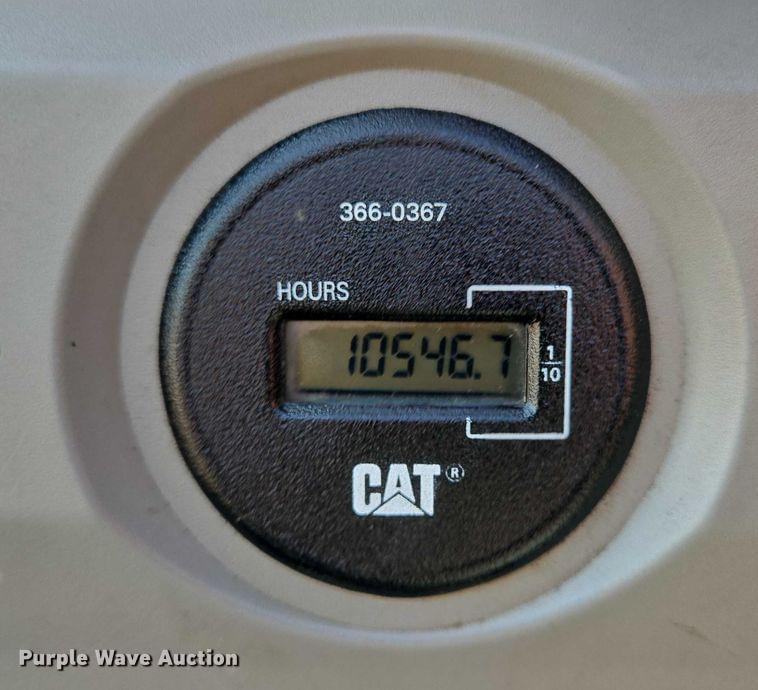 366-0367
HOURS
10546.7
1
10
CAT®
Purple Wave Auction